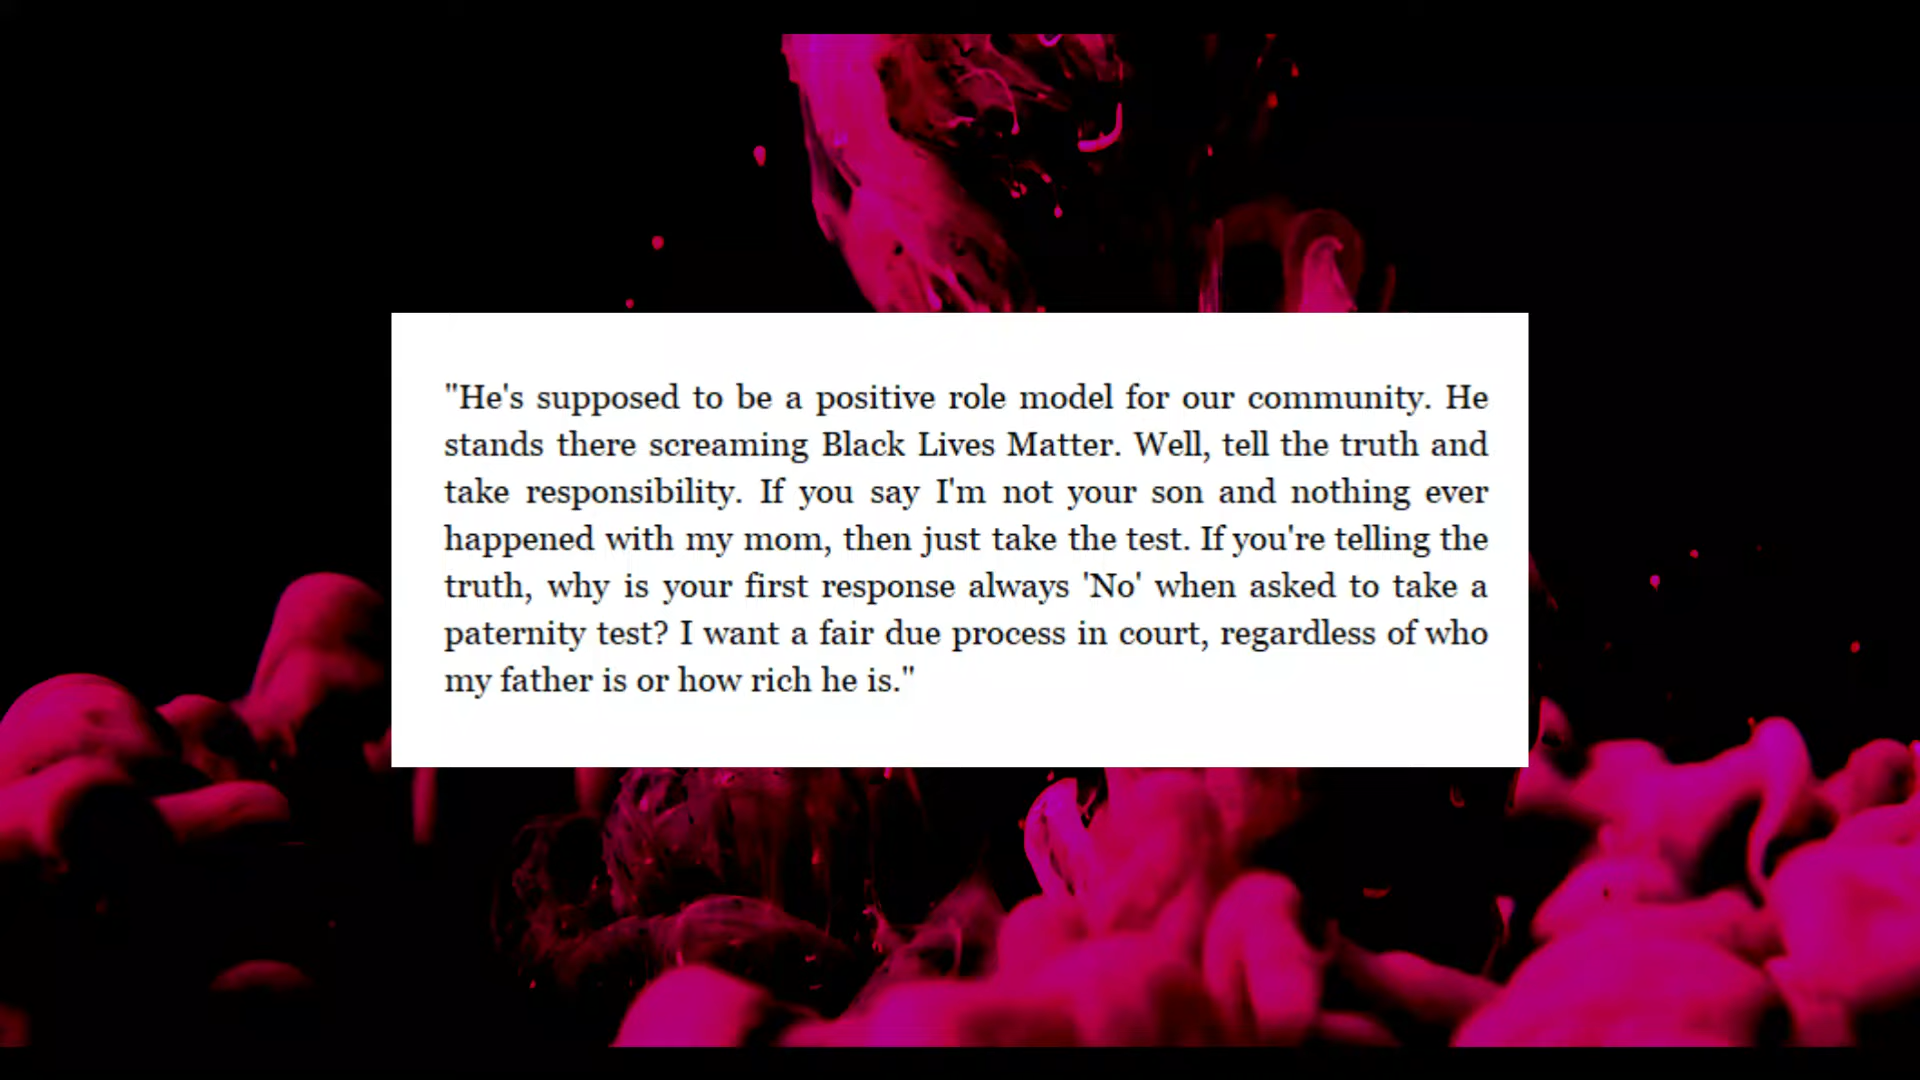 "He's supposed to be a positive role model for our community. He
stands there screaming Black Lives Matter. Well, tell the truth and
take responsibility. If you say I'm not your son and nothing ever
happened with my mom, then just take the test. If you're telling the
truth, why is your first response always 'No' when asked to take a
paternity test? I want a fair due process in court, regardless of who
my father is or how rich he is."